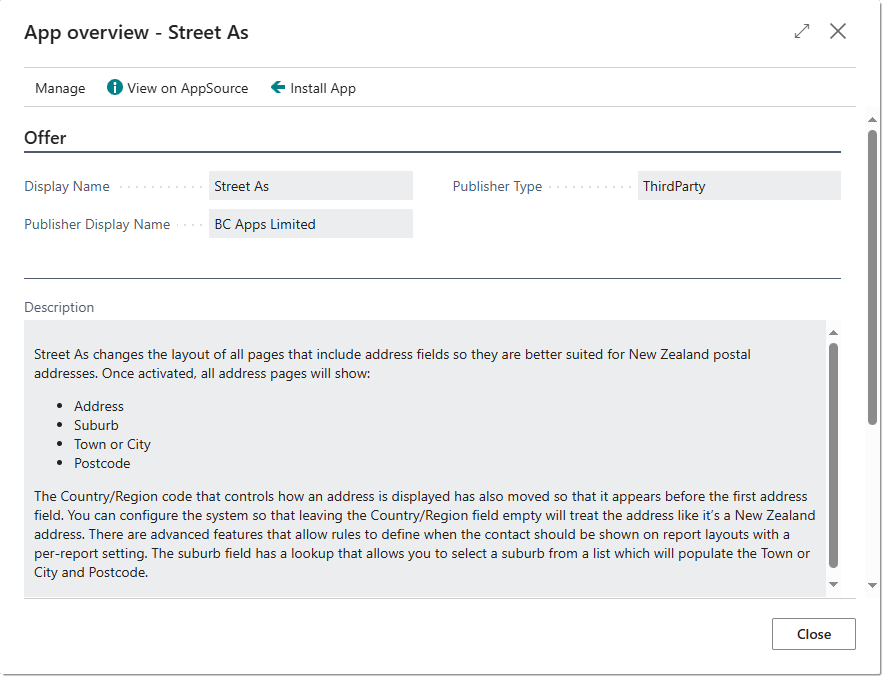 App overview - Street As
Manage
View on AppSource
Install App
Offer
Display Name
Street As
Publisher Type
ThirdParty
Publisher Display Name
BC Apps Limited
Description
Street As changes the layout of all pages that include address fields so they are better suited for New Zealand postal
addresses. Once activated, all address pages will show:
• Address
• Suburb
• Town or City
• Postcode
The Country/Region code that controls how an address is displayed has also moved so that it appears before the first address
field. You can configure the system so that leaving the Country/Region field empty will treat the address like it’s a New Zealand
address. There are advanced features that allow rules to define when the contact should be shown on report layouts with a
per-report setting. The suburb field has a lookup that allows you to select a suburb from a list which will populate the Town or
City and Postcode.
Close